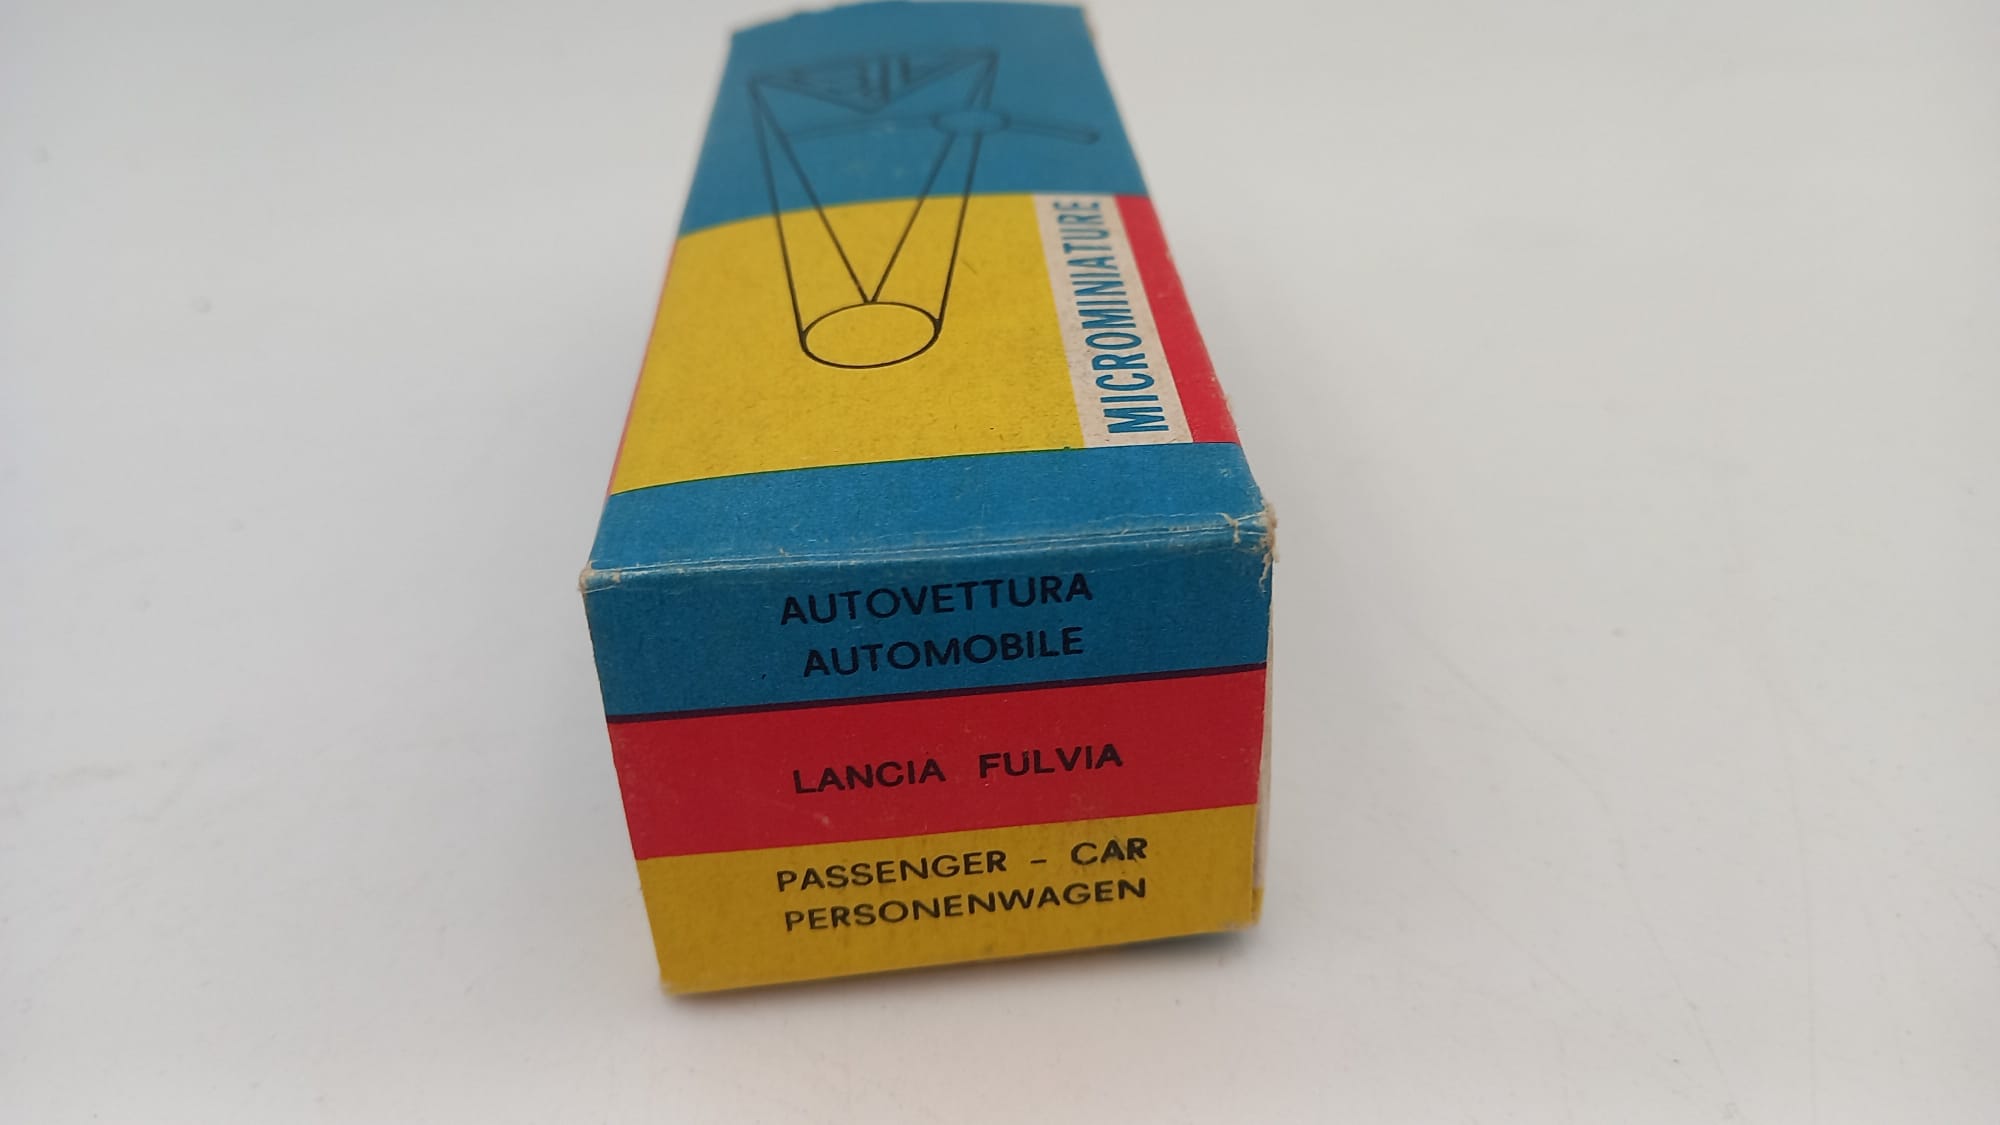 MICROMINIATURE
AUTOVETTURA
AUTOMOBILE
LANCIA FULVIA
PASSENGER - CAR
PERSONENWAGEN